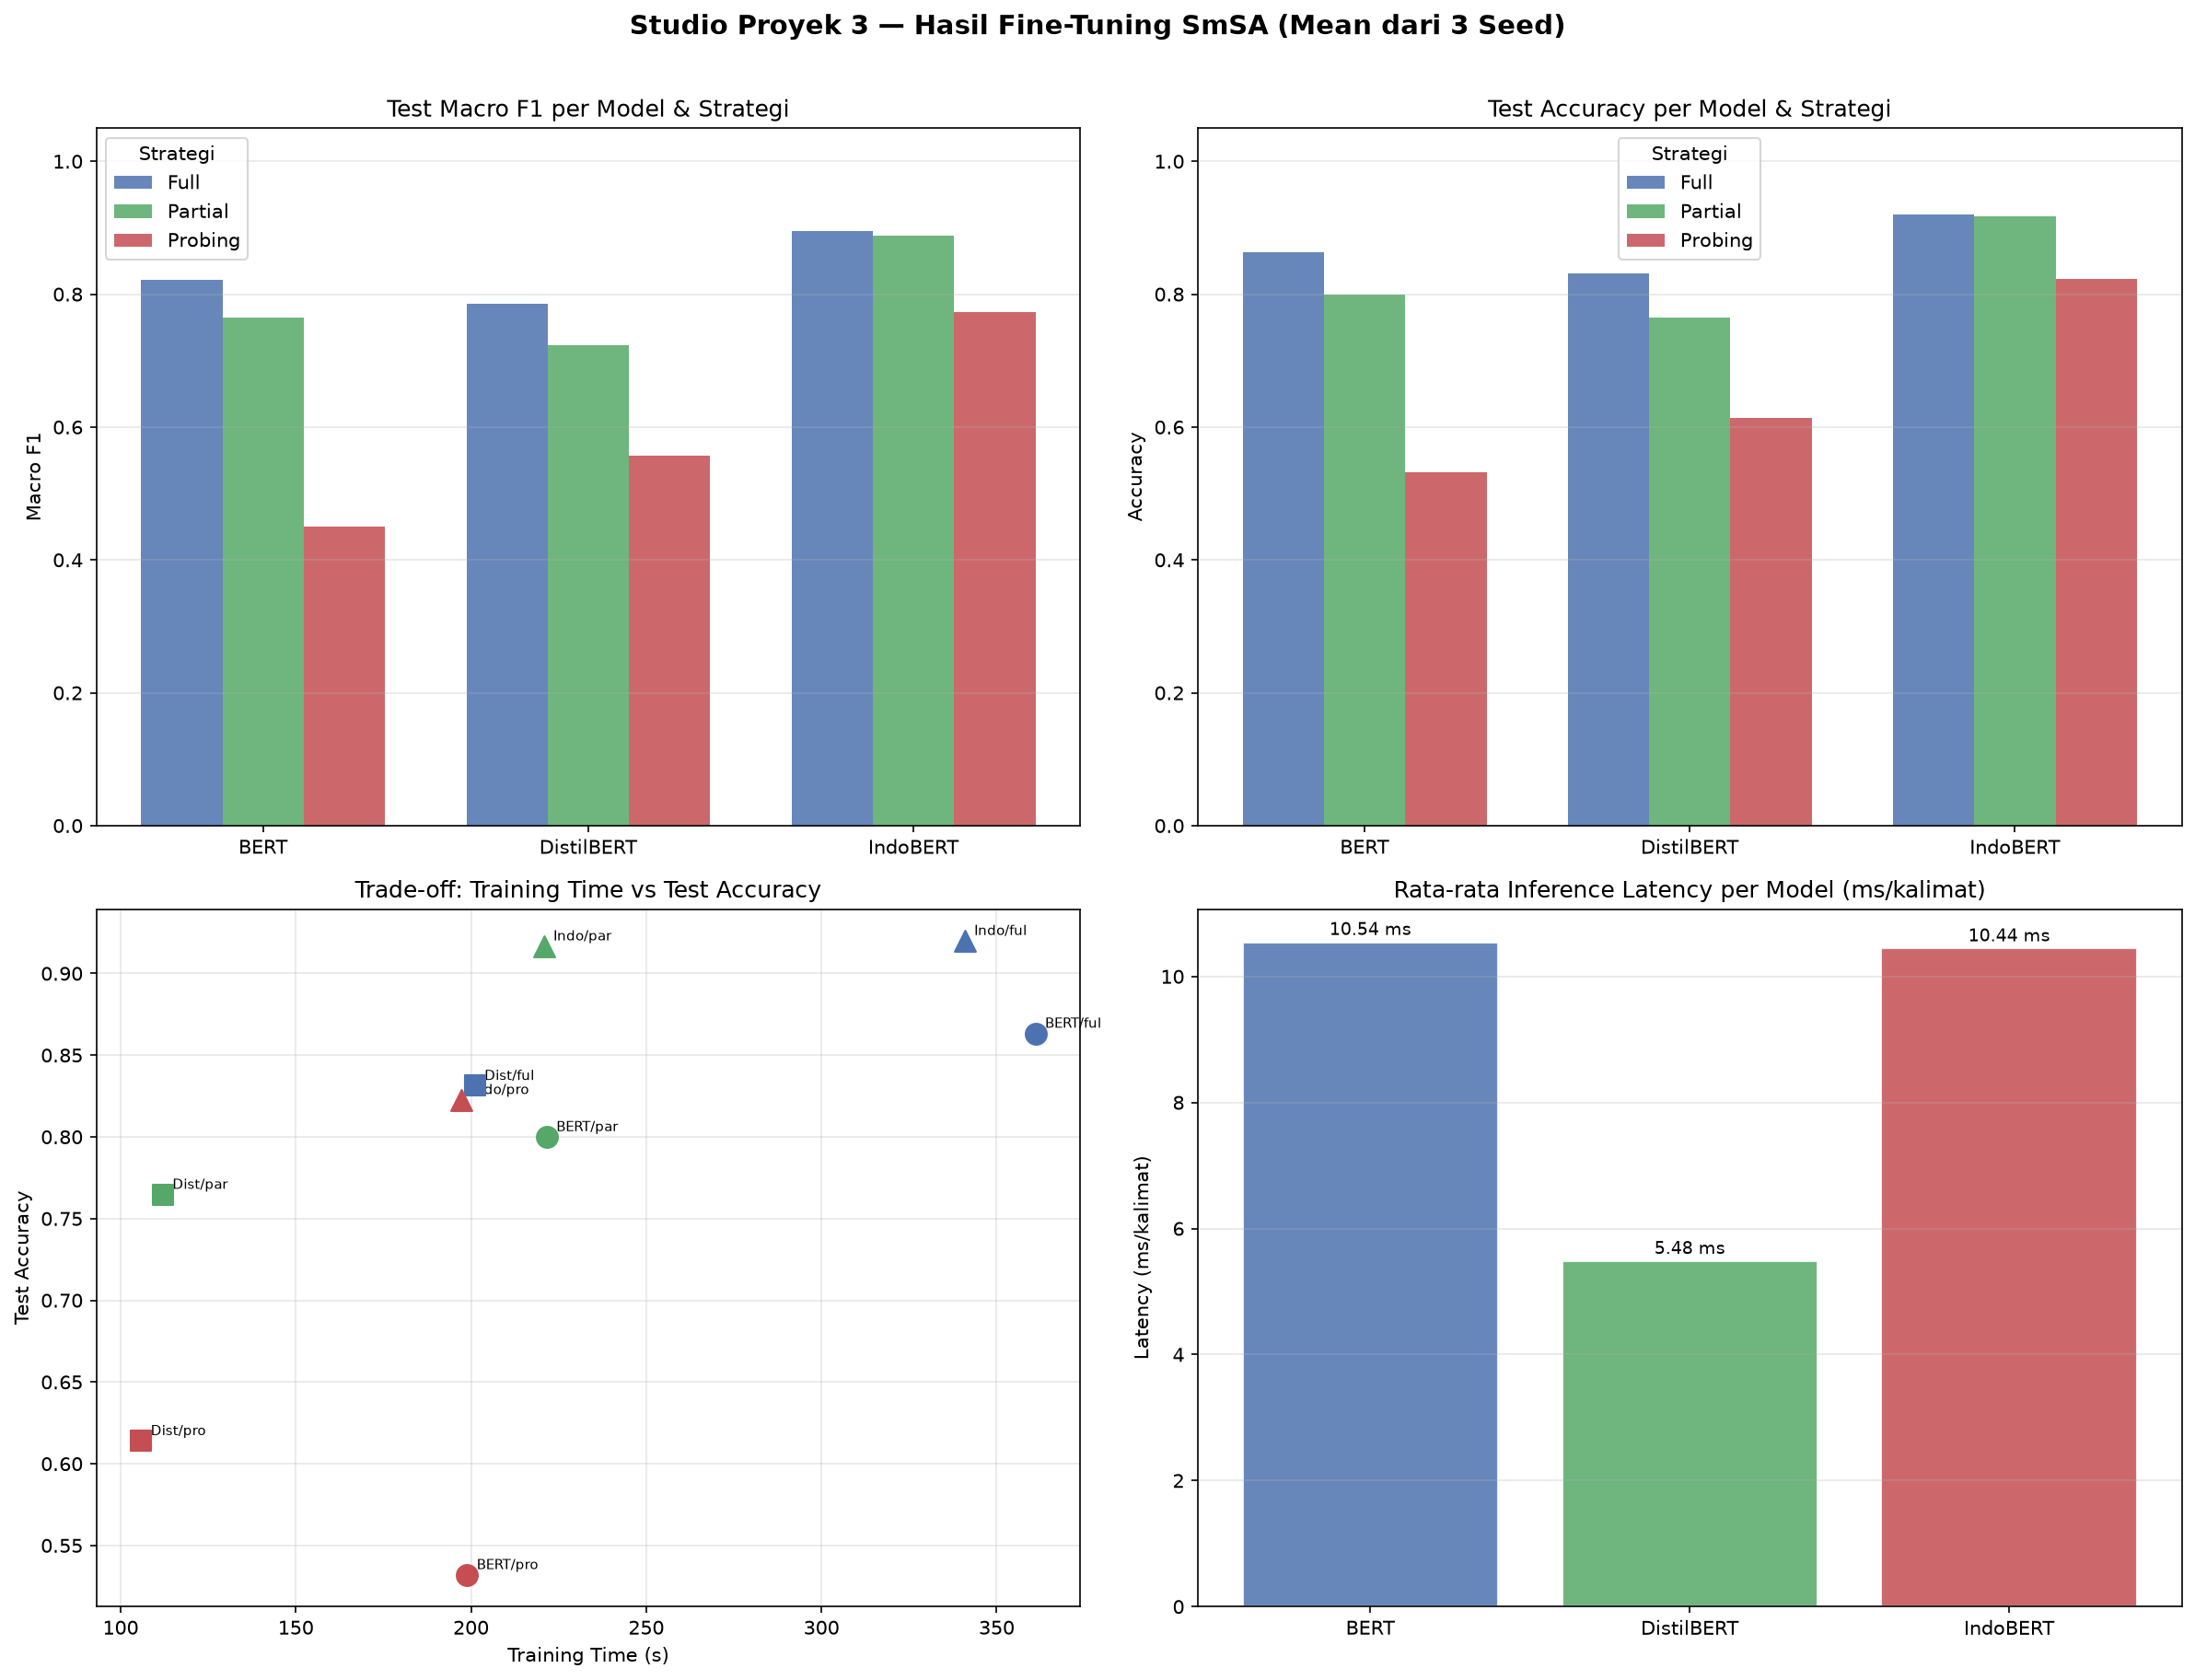 Studio Proyek 3 — Hasil Fine-Tuning SmSA (Mean dari 3 Seed)
Test Macro F1 per Model & Strategi
Strategi
Full
Partial
Probing
1.0
0.8
0.6
0.4
0.2
0.0
Macro F1
BERT
DistilBERT
IndoBERT
Test Accuracy per Model & Strategi
Strategi
Full
Partial
Probing
1.0
0.8
0.6
0.4
0.2
0.0
Accuracy
BERT
DistilBERT
IndoBERT
Trade-off: Training Time vs Test Accuracy
Indo/par
Indo/ful
BERT/ful
Dist/ful
do/pro
BERT/par
Dist/par
Dist/pro
BERT/pro
0.90
0.85
0.80
0.75
0.70
0.65
0.60
0.55
Test Accuracy
100
150
200
250
300
350
Training Time (s)
Rata-rata Inference Latency per Model (ms/kalimat)
10.54 ms
5.48 ms
10.44 ms
10
8
6
4
2
0
Latency (ms/kalimat)
BERT
DistilBERT
IndoBERT